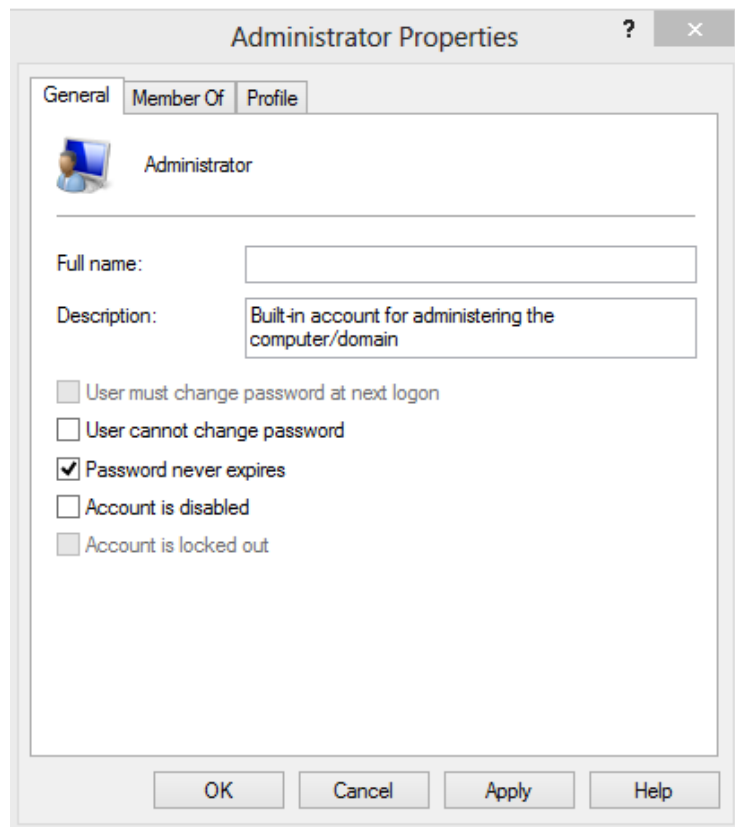 Administrator Properties
?
General
Member Of
Profile
Administrator
Full name:
Description:
Built-in account for administering the
computer/domain
User must change password at next logon
User cannot change password
Password never expires
Account is disabled
Account is locked out
OK
Cancel
Apply
Help